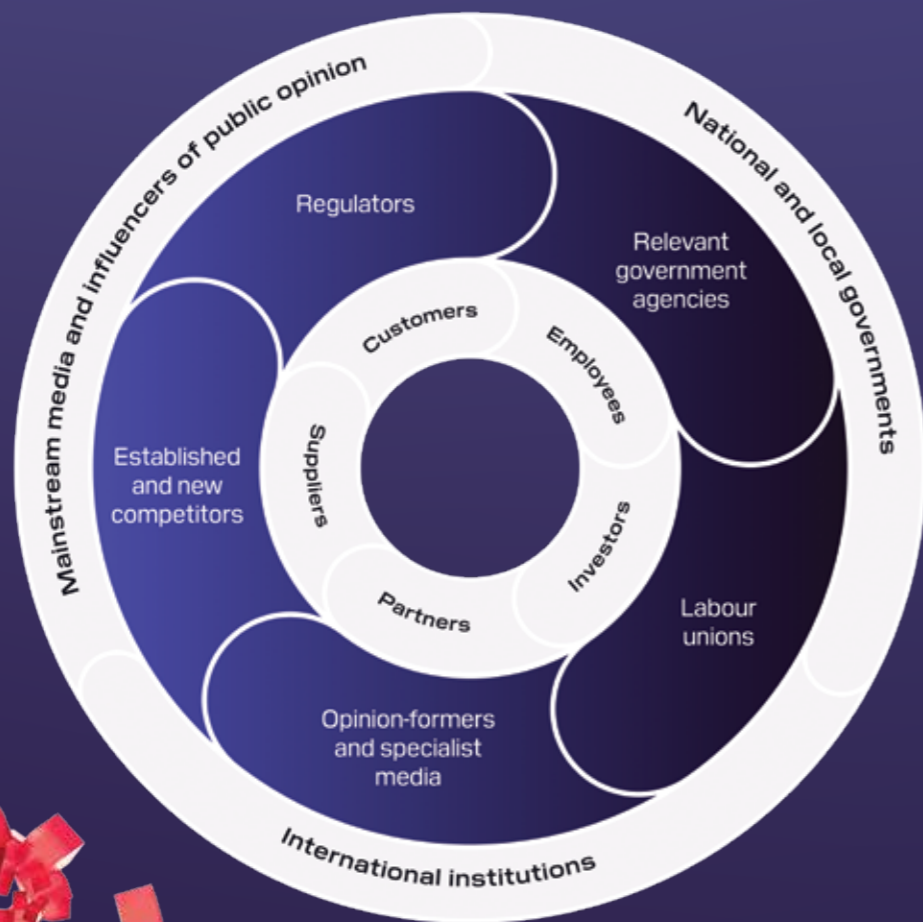 Mainstream media and influencers of public opinion
National and local governments
International institutions
Regulators
Relevant
government
agencies
Labour
unions
Opinion-formers
and specialist
media
Established
and new
competitors
Customers
Employees
Investors
Partners
Suppliers